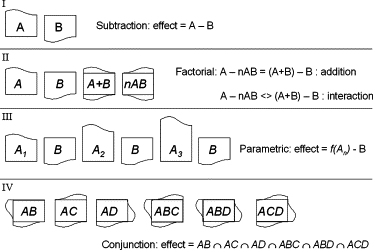 I
A B Subtraction: effect = A – B
II
A B A+B nAB Factorial: A – nAB = (A+B) – B : addition
A – nAB <> (A+B) – B : interaction
III
A₁ B A₂ B A₃ B Parametric: effect = f(Aₙ) - B
IV
AB AC AD ABC ABD ACD
Conjunction: effect = AB ∩ AC ∩ AD ∩ ABC ∩ ABD ∩ ACD